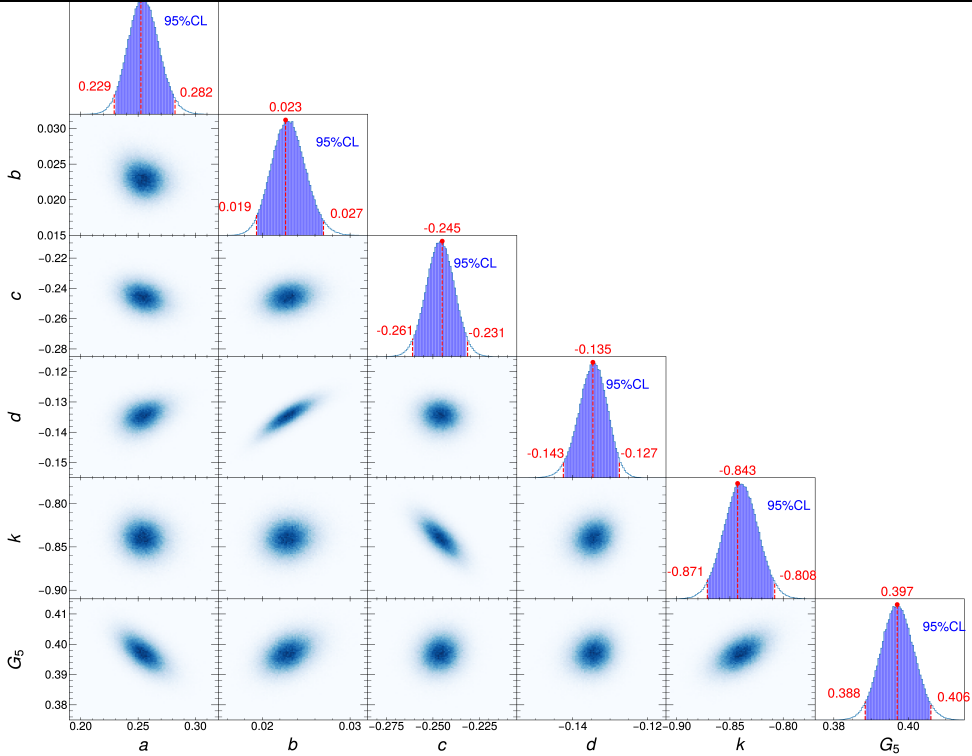 95%CL
0.229
0.282
0.023
95%CL
0.019
0.027
b
0.030
0.025
0.020
0.015
-0.245
95%CL
-0.261
-0.231
c
−0.22
−0.24
−0.26
−0.28
-0.135
95%CL
-0.143
-0.127
d
−0.12
−0.13
−0.14
−0.15
-0.843
95%CL
-0.871
-0.808
k
−0.80
−0.85
−0.90
0.397
95%CL
0.388
0.406
G5
0.41
0.40
0.39
0.38
0.20 0.25 0.30 0.02 0.03 −0.275 −0.225 −0.14 −0.12 −0.90 −0.85 −0.80 0.38 0.40
a b c d k G5